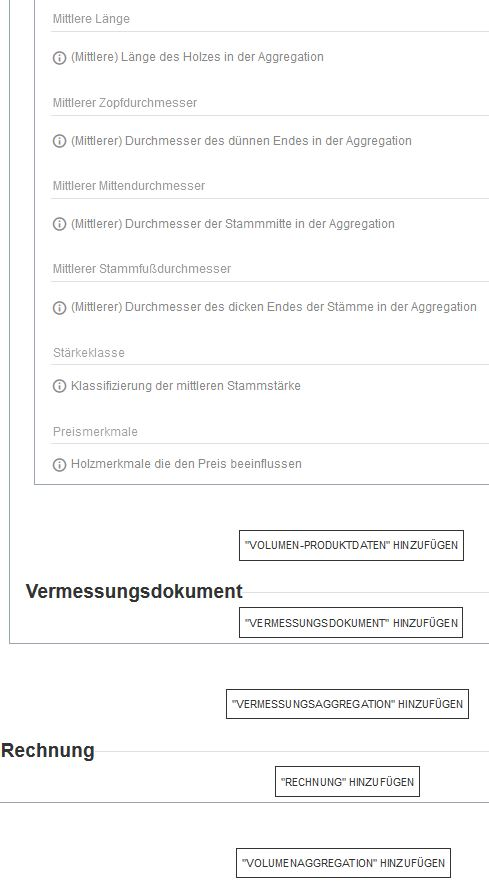 Mittlere Länge
(Mittlere) Länge des Holzes in der Aggregation
Mittlerer Zopfdurchmesser
(Mittlerer) Durchmesser des dünnen Endes in der Aggregation
Mittlerer Mittendurchmesser
(Mittlerer) Durchmesser der Stammmitte in der Aggregation
Mittlerer Stammfußdurchmesser
(Mittlerer) Durchmesser des dicken Endes der Stämme in der Aggregation
Stärkeklasse
Klassifizierung der mittleren Stammstärke
Preismerkmale
Holzmerkmale die den Preis beeinflussen
"VOLUMEN-PRODUKTDATEN" HINZUFÜGEN
Vermessungsdokument
"VERMESSUNGSDOKUMENT" HINZUFÜGEN
"VERMESSUNGSAGGREGATION" HINZUFÜGEN
Rechnung
"RECHNUNG" HINZUFÜGEN
"VOLUMENAGGREGATION" HINZUFÜGEN